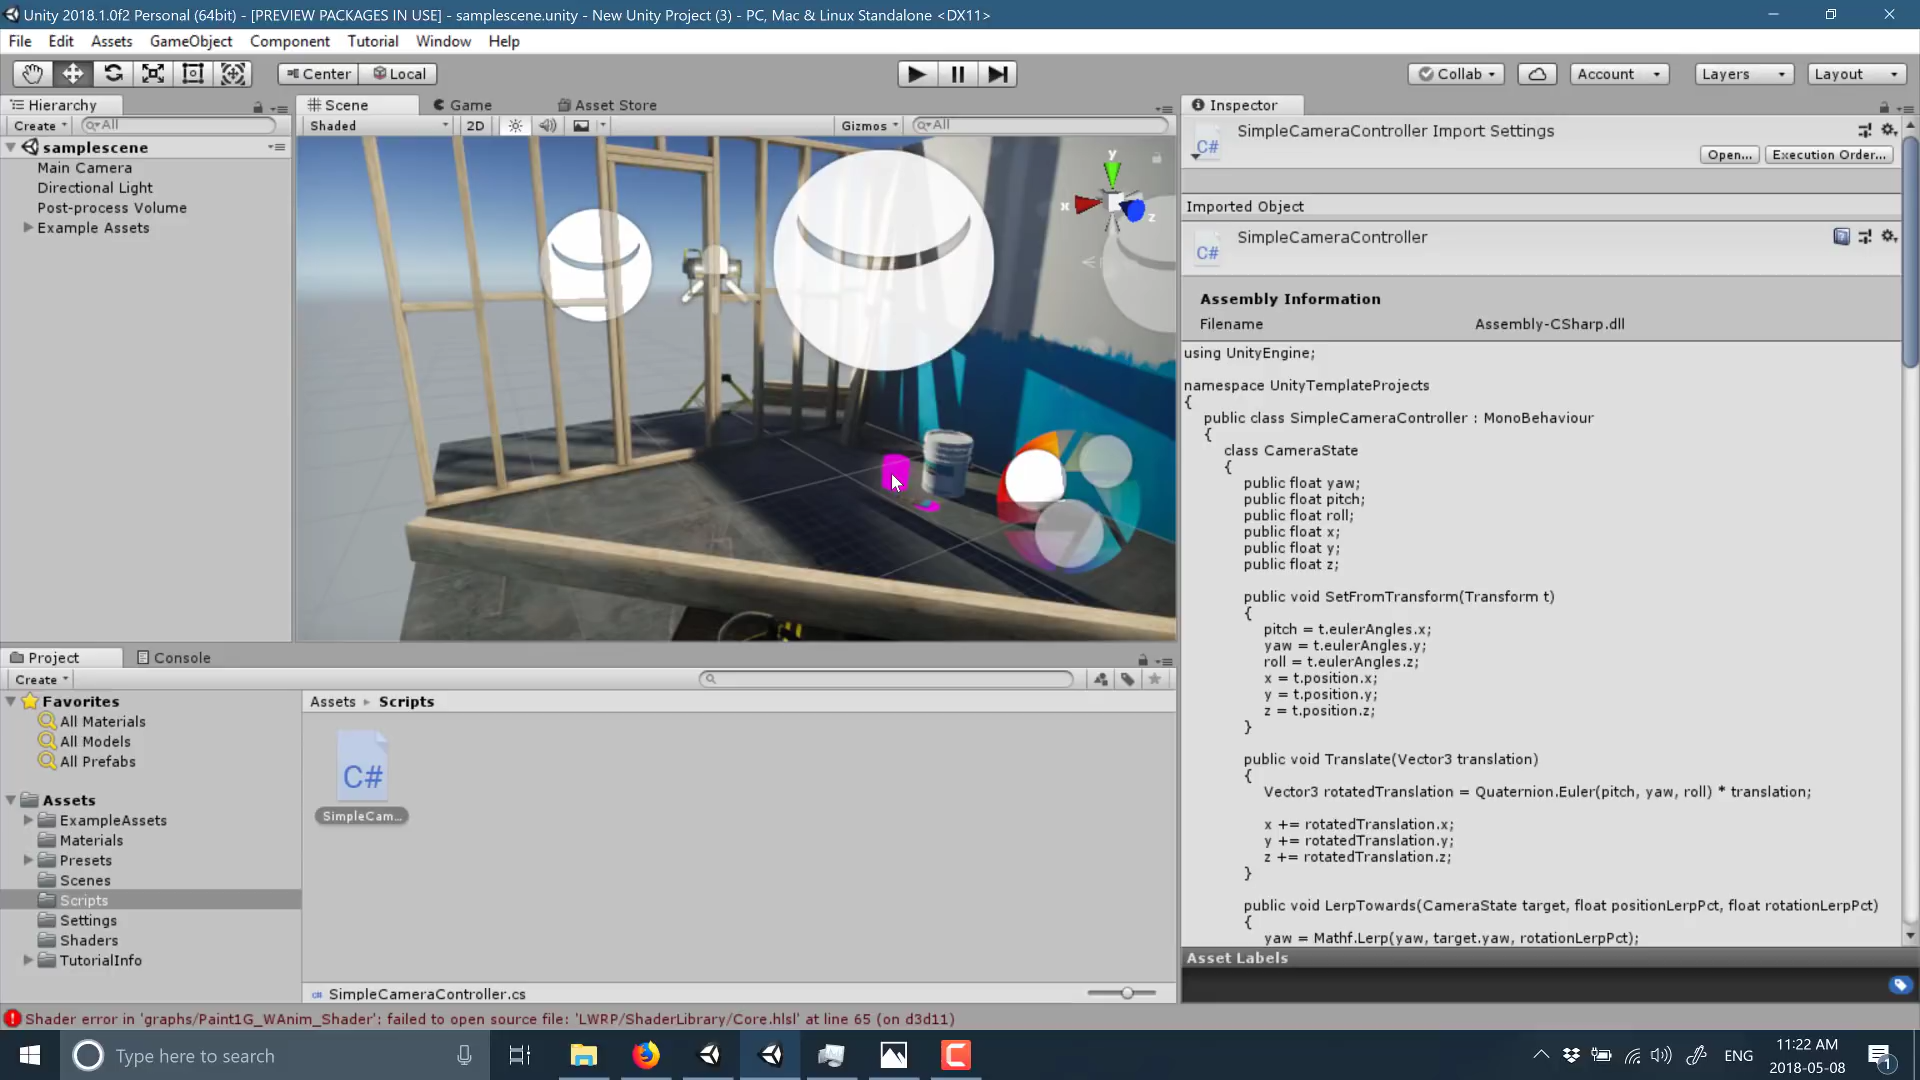 Unity 2018.1.0f2 Personal (64bit) - [PREVIEW PACKAGES IN USE] - samplescene.unity - New Unity Project (3) - PC, Mac & Linux Standalone <DX11>
File Edit Assets GameObject Component Tutorial Window Help
Center Local Collab Account Layers Layout
Hierarchy Scene Game Asset Store Inspector
Create All Shaded 2D Gizmos All
SimpleCameraController Import Settings
C#
Open... Execution Order...
samplescene
Main Camera
Directional Light
Post-process Volume
Example Assets
y
x
z
Imported Object
SimpleCameraController
C#
Assembly Information
Filename Assembly-CSharp.dll
using UnityEngine;
namespace UnityTemplateProjects
{
public class SimpleCameraController : MonoBehaviour
{
class CameraState
{
public float yaw;
public float pitch;
public float roll;
public float x;
public float y;
public float z;
public void SetFromTransform(Transform t)
{
pitch = t.eulerAngles.x;
yaw = t.eulerAngles.y;
roll = t.eulerAngles.z;
x = t.position.x;
y = t.position.y;
z = t.position.z;
}
public void Translate(Vector3 translation)
{
Vector3 rotatedTranslation = Quaternion.Euler(pitch, yaw, roll) * translation;
x += rotatedTranslation.x;
y += rotatedTranslation.y;
z += rotatedTranslation.z;
}
public void LerpTowards(CameraState target, float positionLerpPct, float rotationLerpPct)
{
yaw = Mathf.Lerp(yaw, target.yaw, rotationLerpPct);
Asset Labels
Project Console
Create
Favorites
All Materials
All Models
All Prefabs
Assets
ExampleAssets
Materials
Presets
Scenes
Scripts
Settings
Shaders
TutorialInfo
Assets Scripts
C#
SimpleCam...
SimpleCameraController.cs
Shader error in 'graphs/Paint1G_WAnim_Shader': failed to open source file: 'LWRP/ShaderLibrary/Core.hlsl' at line 65 (on d3d11)
Type here to search
ENG
11:22 AM
2018-05-08
1